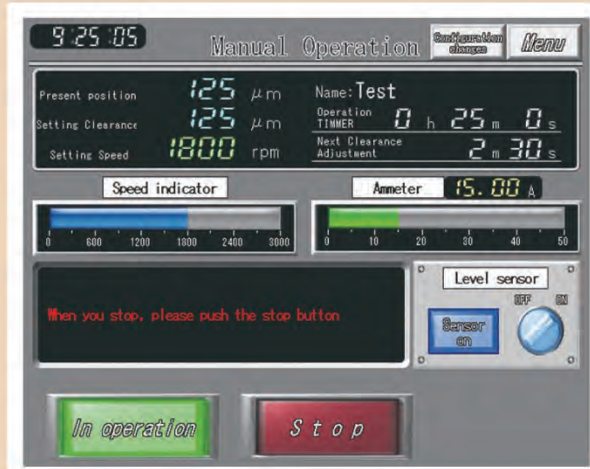 9:25:05
Manual Operation
Configuration changes
Menu
Present position 125 μm
Setting Clearance 125 μm
Setting Speed 1800 rpm
Name:Test
Operation TIMMER 0 h 25 m 0 s
Next Clearance Adjustment 2 m 30 s
Speed indicator
0 600 1200 1800 2400 3000
Ammeter 15.00 A
0 10 20 30 40 50
When you stop, please push the stop button
Level sensor
OFF ON
Sensor on
In operation
Stop